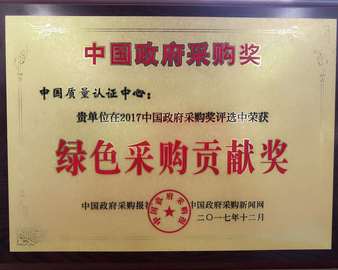 中国政府采购奖
中国质量认证中心：
贵单位在2017中国政府采购奖评选中荣获
绿色采购贡献奖
中国政府采购报社 中国政府采购新闻网
二〇一七年十二月